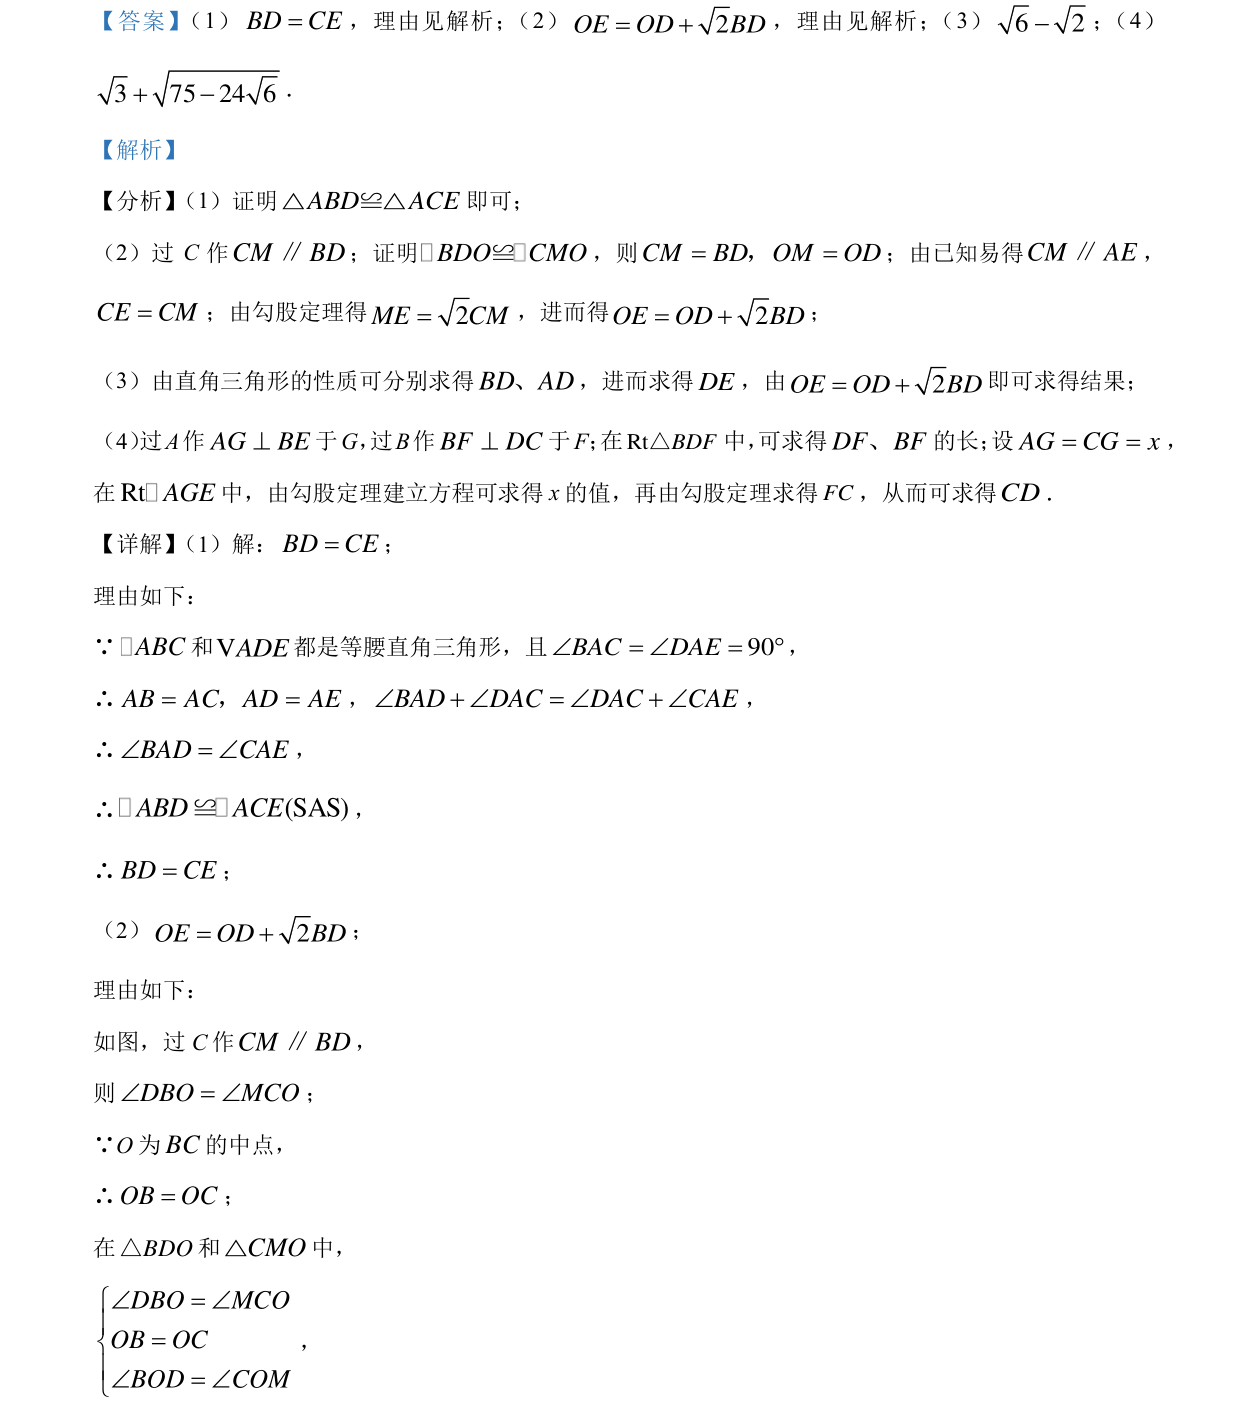 【答案】（1）BD＝CE，理由见解析；（2）OE＝OD＋√2BD，理由见解析；（3）√6－√2；（4）
√3＋√(75－24√6)．
【解析】
【分析】（1）证明△ABD≌△ACE即可；
（2）过 C 作CM∥BD；证明□BDO≌□CMO，则CM＝BD，OM＝OD；由已知易得CM∥AE，
CE＝CM；由勾股定理得ME＝√2CM，进而得OE＝OD＋√2BD；
（3）由直角三角形的性质可分别求得BD、AD，进而求得DE，由OE＝OD＋√2BD即可求得结果；
（4）过A作AG⊥BE于G，过B作BF⊥DC于F；在Rt△BDF中，可求得DF、BF的长；设AG＝CG＝x，
在Rt□AGE中，由勾股定理建立方程可求得x的值，再由勾股定理求得FC，从而可求得CD．
【详解】（1）解：BD＝CE；
理由如下：
∵□ABC和VADE都是等腰直角三角形，且∠BAC＝∠DAE＝90°，
∴AB＝AC，AD＝AE，∠BAD＋∠DAC＝∠DAC＋∠CAE，
∴∠BAD＝∠CAE，
∴□ABD≌□ACE(SAS)，
∴BD＝CE；
（2）OE＝OD＋√2BD；
理由如下：
如图，过 C作CM∥BD，
则∠DBO＝∠MCO；
∵O为BC的中点，
∴OB＝OC；
在△BDO和△CMO中，
{∠DBO＝∠MCO
OB＝OC，
∠BOD＝∠COM